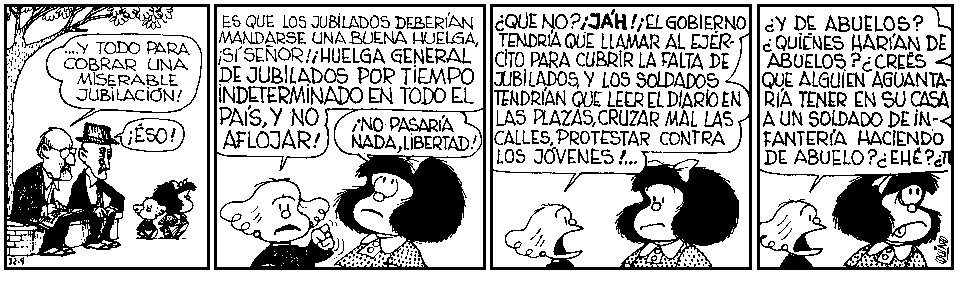 ...Y TODO PARA
COBRAR UNA
MISERABLE
JUBILACIÓN!
¡ESO!
ES QUE LOS JUBILADOS DEBERÍAN
MANDARSE UNA BUENA HUELGA,
¡SÍ SEÑOR!¡HUELGA GENERAL
DE JUBILADOS POR TIEMPO
INDETERMINADO EN TODO EL
PAÍS, Y NO
AFLOJAR!
¡NO PASARÍA
NADA, LIBERTAD!
¿QUE NO?¡JÁH!¡EL GOBIERNO
TENDRÍA QUE LLAMAR AL EJÉR-
CITO PARA CUBRIR LA FALTA DE
JUBILADOS, Y LOS SOLDADOS
TENDRÍAN QUE LEER EL DIARIO EN
LAS PLAZAS, CRUZAR MAL LAS
CALLES, PROTESTAR CONTRA
LOS JÓVENES!...
¿Y DE ABUELOS?
¿QUIÉNES HARÍAN DE
ABUELOS?¿CREÉS
QUE ALGUIEN AGUANTA-
RÍA TENER EN SU CASA
A UN SOLDADO DE IN-
FANTERÍA HACIENDO
DE ABUELO?¿EHÉ?
QUINO